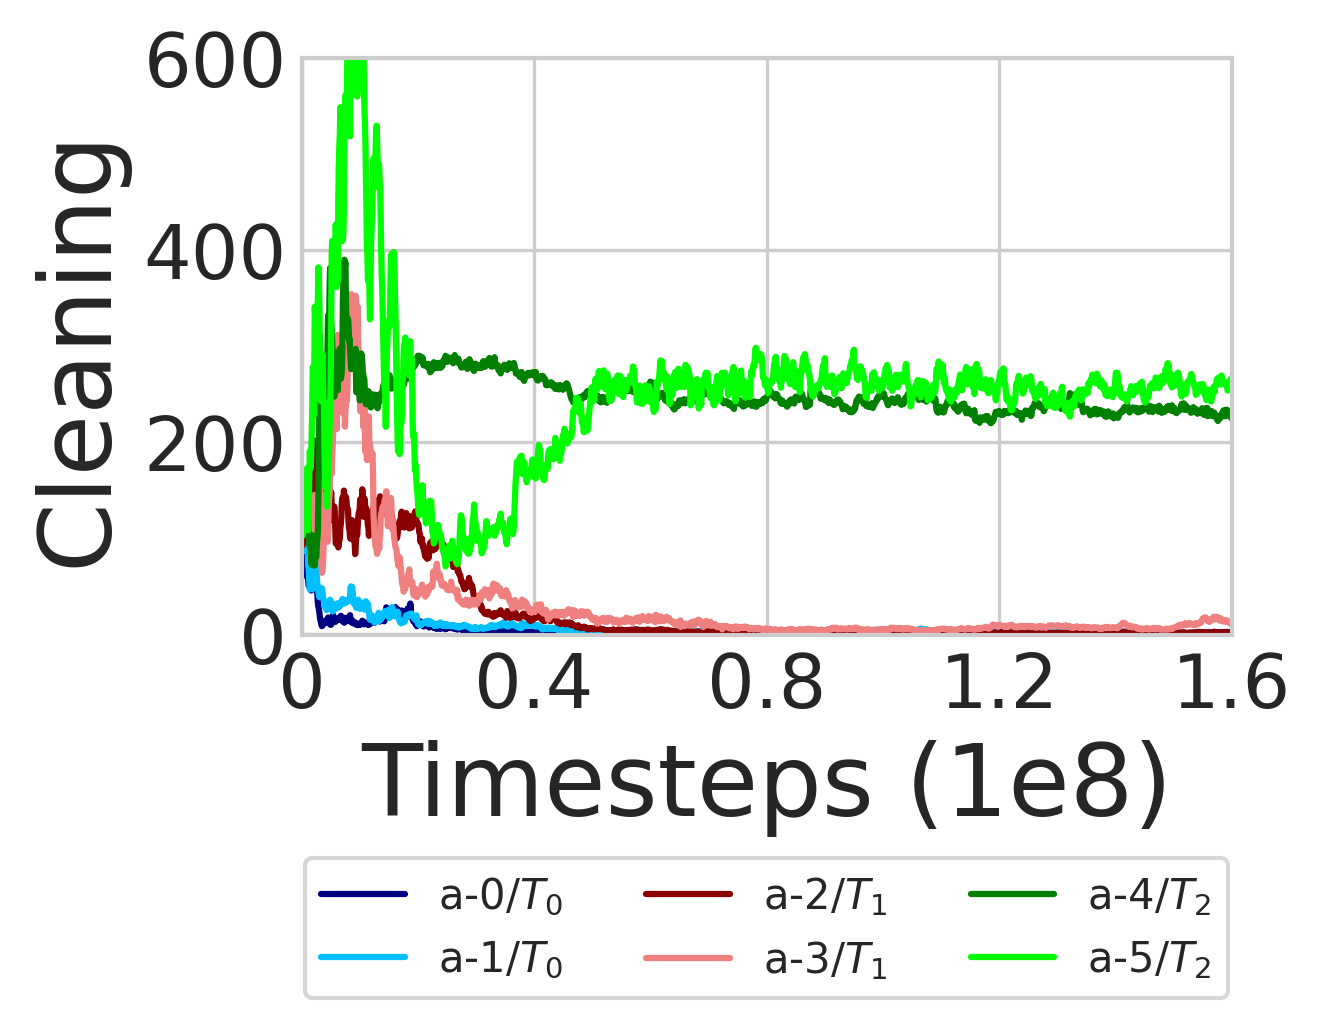 600
400
200
0
Cleaning
0 0.4 0.8 1.2 1.6
Timesteps (1e8)
a-0/T₀ a-2/T₁ a-4/T₂
a-1/T₀ a-3/T₁ a-5/T₂